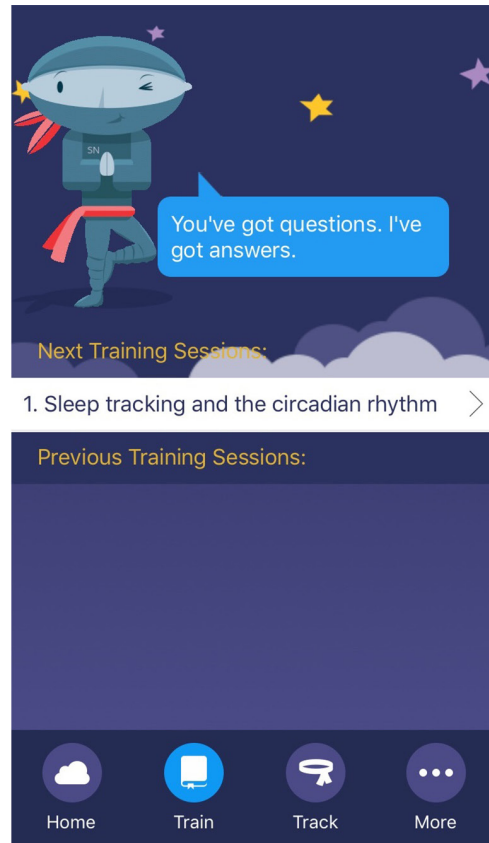 SN
You've got questions. I've
got answers.
Next Training Sessions:
1. Sleep tracking and the circadian rhythm
Previous Training Sessions:
Home Train Track More